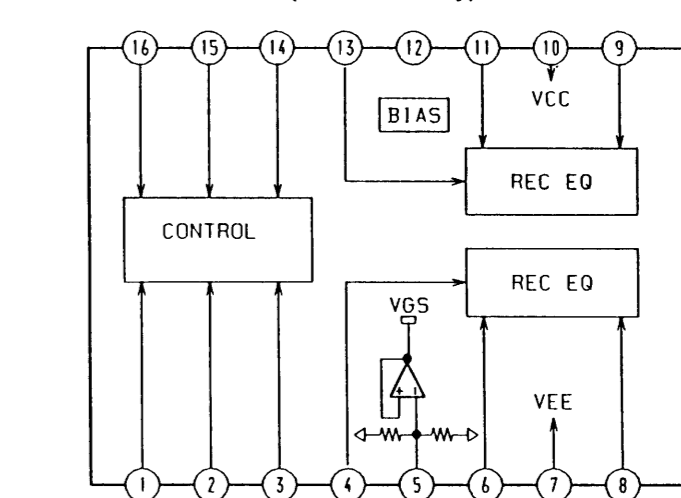 16 15 14 13 12 11 10 9
VCC
BIAS
REC EQ
CONTROL
REC EQ
VGS
+ -
VEE
1 2 3 4 5 6 7 8